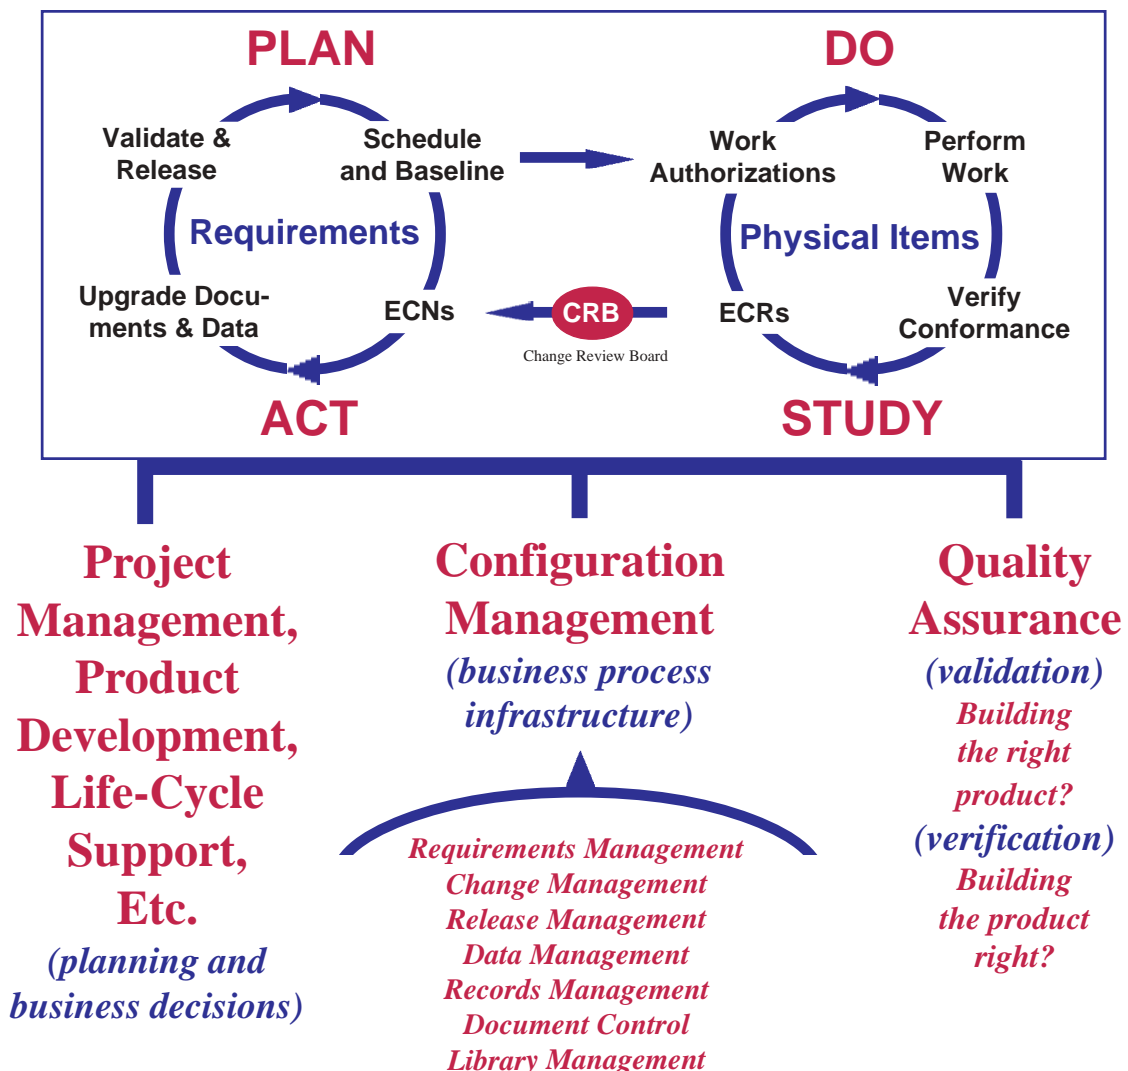 PLAN
DO
Validate &
Release
Schedule
and Baseline
Work
Authorizations
Perform
Work
Requirements
Physical Items
Upgrade Docu-
ments & Data
ECNs
CRB
Change Review Board
ECRs
Verify
Conformance
ACT
STUDY
Project
Management,
Product
Development,
Life-Cycle
Support,
Etc.
(planning and
business decisions)
Configuration
Management
(business process
infrastructure)
Requirements Management
Change Management
Release Management
Data Management
Records Management
Document Control
Library Management
Quality
Assurance
(validation)
Building
the right
product?
(verification)
Building
the product
right?